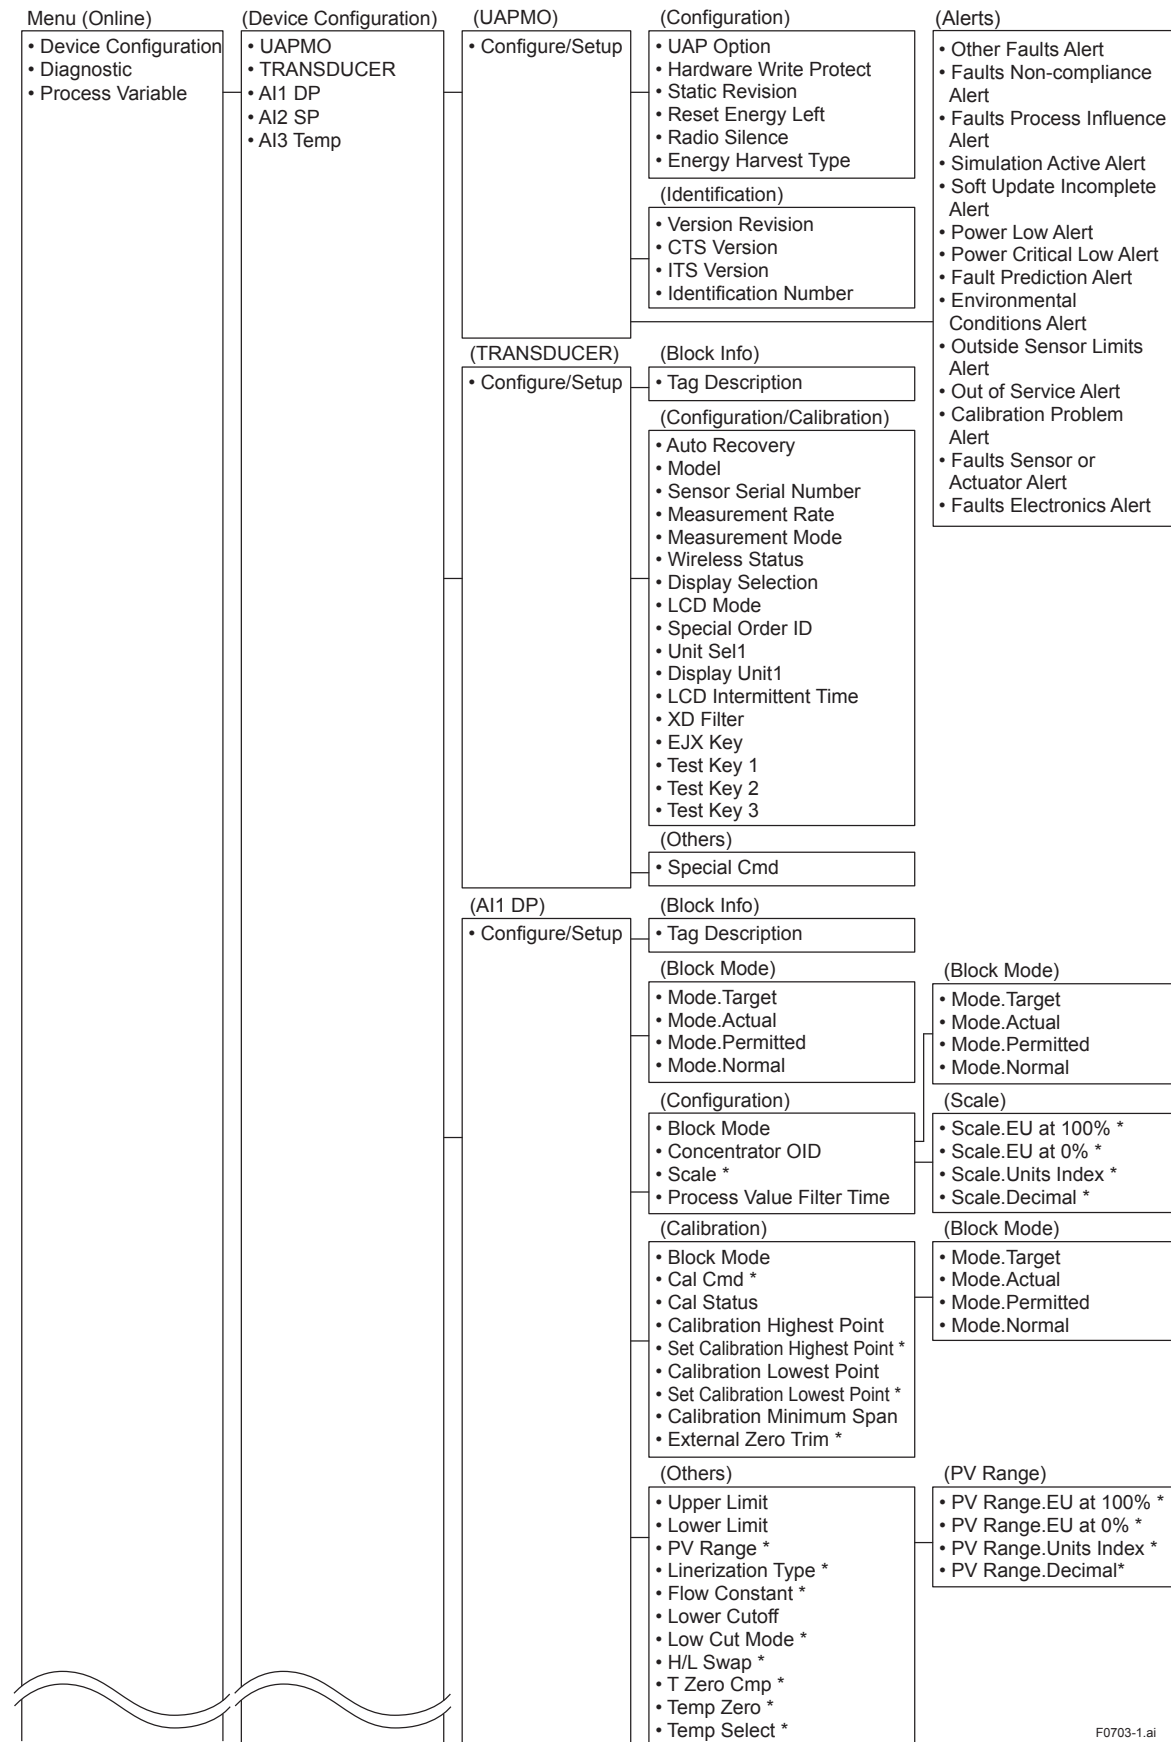 Menu (Online)
• Device Configuration
• Diagnostic
• Process Variable
(Device Configuration)
• UAPMO
• TRANSDUCER
• AI1 DP
• AI2 SP
• AI3 Temp
(UAPMO)
• Configure/Setup
(Configuration)
• UAP Option
• Hardware Write Protect
• Static Revision
• Reset Energy Left
• Radio Silence
• Energy Harvest Type
(Identification)
• Version Revision
• CTS Version
• ITS Version
• Identification Number
(Alerts)
• Other Faults Alert
• Faults Non-compliance
Alert
• Faults Process Influence
Alert
• Simulation Active Alert
• Soft Update Incomplete
Alert
• Power Low Alert
• Power Critical Low Alert
• Fault Prediction Alert
• Environmental
Conditions Alert
• Outside Sensor Limits
Alert
• Out of Service Alert
• Calibration Problem
Alert
• Faults Sensor or
Actuator Alert
• Faults Electronics Alert
(TRANSDUCER)
• Configure/Setup
(Block Info)
• Tag Description
(Configuration/Calibration)
• Auto Recovery
• Model
• Sensor Serial Number
• Measurement Rate
• Measurement Mode
• Wireless Status
• Display Selection
• LCD Mode
• Special Order ID
• Unit Sel1
• Display Unit1
• LCD Intermittent Time
• XD Filter
• EJX Key
• Test Key 1
• Test Key 2
• Test Key 3
(Others)
• Special Cmd
(AI1 DP)
• Configure/Setup
(Block Info)
• Tag Description
(Block Mode)
• Mode.Target
• Mode.Actual
• Mode.Permitted
• Mode.Normal
(Configuration)
• Block Mode
• Concentrator OID
• Scale *
• Process Value Filter Time
(Block Mode)
• Mode.Target
• Mode.Actual
• Mode.Permitted
• Mode.Normal
(Scale)
• Scale.EU at 100% *
• Scale.EU at 0% *
• Scale.Units Index *
• Scale.Decimal *
(Calibration)
• Block Mode
• Cal Cmd *
• Cal Status
• Calibration Highest Point
• Set Calibration Highest Point *
• Calibration Lowest Point
• Set Calibration Lowest Point *
• Calibration Minimum Span
• External Zero Trim *
(Block Mode)
• Mode.Target
• Mode.Actual
• Mode.Permitted
• Mode.Normal
(Others)
• Upper Limit
• Lower Limit
• PV Range *
• Linerization Type *
• Flow Constant *
• Lower Cutoff
• Low Cut Mode *
• H/L Swap *
• T Zero Cmp *
• Temp Zero *
• Temp Select *
(PV Range)
• PV Range.EU at 100% *
• PV Range.EU at 0% *
• PV Range.Units Index *
• PV Range.Decimal*
F0703-1.ai